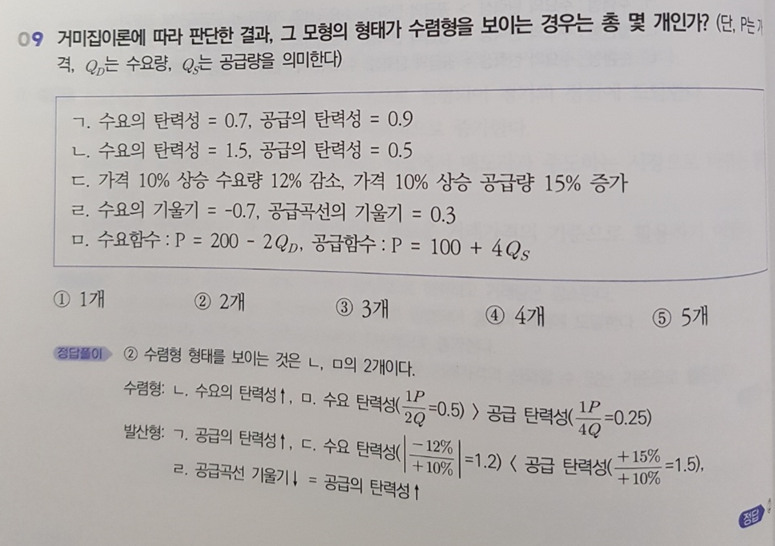 09 거미집이론에 따라 판단한 결과, 그 모형의 형태가 수렴형을 보이는 경우는 총 몇 개인가? (단, P는 가
격, Q_D는 수요량, Q_S는 공급량을 의미한다)
ㄱ. 수요의 탄력성 = 0.7, 공급의 탄력성 = 0.9
ㄴ. 수요의 탄력성 = 1.5, 공급의 탄력성 = 0.5
ㄷ. 가격 10% 상승 수요량 12% 감소, 가격 10% 상승 공급량 15% 증가
ㄹ. 수요의 기울기 = -0.7, 공급곡선의 기울기 = 0.3
ㅁ. 수요함수 : P = 200 - 2Q_D, 공급함수 : P = 100 + 4Q_S
① 1개 ② 2개 ③ 3개 ④ 4개 ⑤ 5개
정답풀이 ② 수렴형 형태를 보이는 것은 ㄴ, ㅁ의 2개이다.
수렴형: ㄴ. 수요의 탄력성↑, ㅁ. 수요 탄력성(1P/2Q=0.5) > 공급 탄력성(1P/4Q=0.25)
발산형: ㄱ. 공급의 탄력성↑, ㄷ. 수요 탄력성(|-12%/+10%|=1.2) < 공급 탄력성(+15%/+10%=1.5),
ㄹ. 공급곡선 기울기↓ = 공급의 탄력성↑
정답